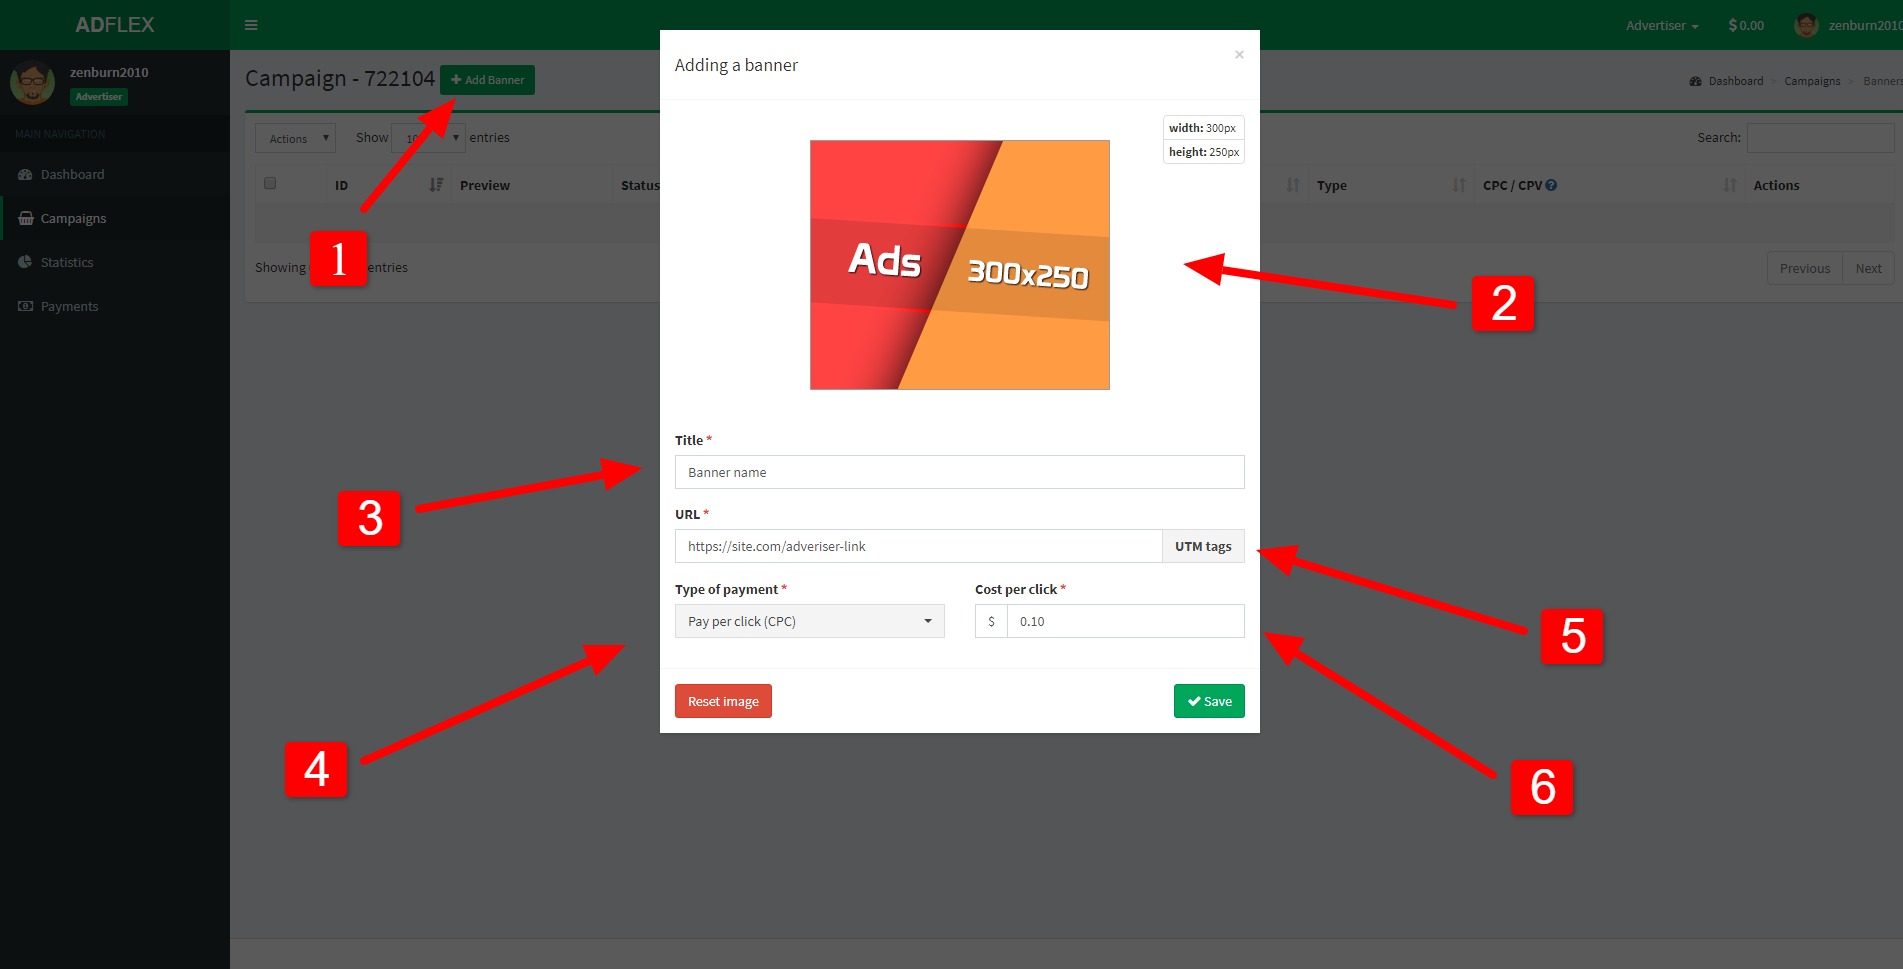 ADFLEX
Advertiser
$ 0.00
zenburn2010
zenburn2010
Advertiser
MAIN NAVIGATION
Dashboard
Campaigns
Statistics
Payments
Campaign - 722104
+ Add Banner
Dashboard > Campaigns > Banners
Actions
Show
entries
Search:
ID
Preview
Status
Type
CPC / CPV
Actions
Showing
entries
Previous
Next
Adding a banner
×
width: 300px
height: 250px
Ads
300x250
Title *
Banner name
URL *
https://site.com/adveriser-link
UTM tags
Type of payment *
Cost per click *
Pay per click (CPC)
$
0.10
Reset image
Save
1
2
3
4
5
6